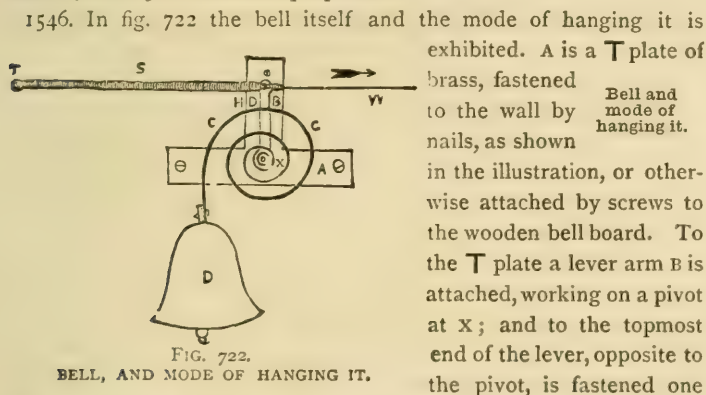 1546. In fig. 722 the bell itself and the mode of hanging it is
exhibited. A is a T plate of
brass, fastened
to the wall by
nails, as shown
in the illustration, or other-
wise attached by screws to
the wooden bell board. To
the T plate a lever arm B is
attached, working on a pivot
at X; and to the topmost
end of the lever, opposite to
the pivot, is fastened one
Bell and
mode of
hanging it.
T S
H D B W
C C
X A
D
FIG. 722.
BELL, AND MODE OF HANGING IT.